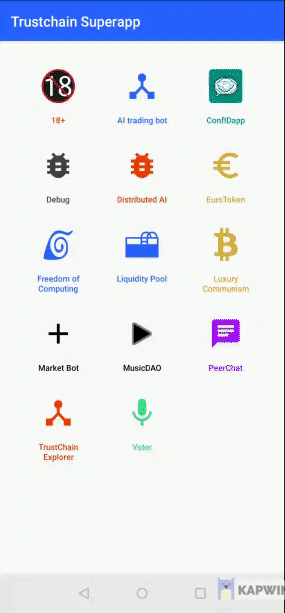 Trustchain Superapp
18
18+
AI trading bot
ConfIDapp
Debug
Distributed AI
EuroToken
Freedom of
Computing
Liquidity Pool
Luxury
Communism
Market Bot
MusicDAO
PeerChat
TrustChain
Explorer
Voter
KAPWIN